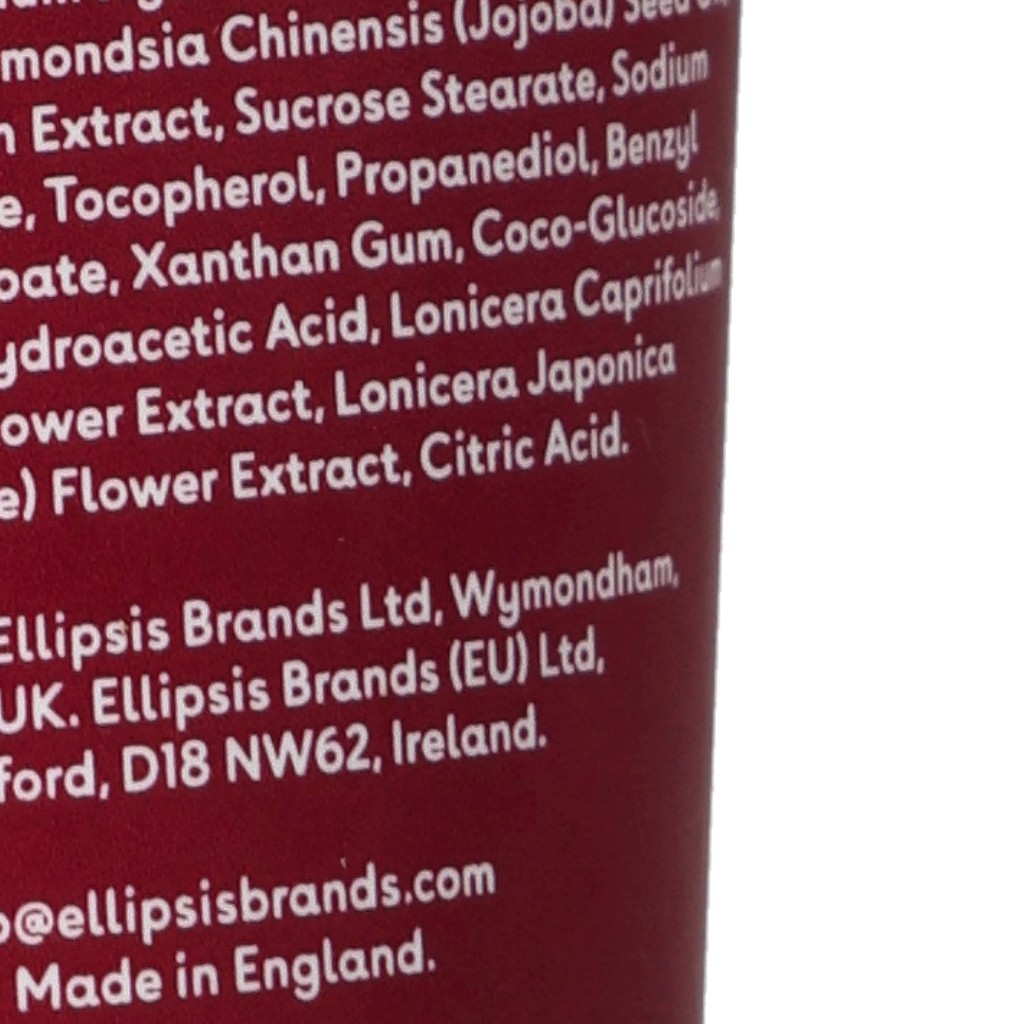 mondsia Chinensis (Jojoba) Seed
Extract, Sucrose Stearate, Sodium
e, Tocopherol, Propanediol, Benzyl
oate, Xanthan Gum, Coco-Glucoside,
ydroacetic Acid, Lonicera Caprifolium
ower Extract, Lonicera Japonica
e) Flower Extract, Citric Acid.
Ellipsis Brands Ltd, Wymondham,
UK. Ellipsis Brands (EU) Ltd,
ford, D18 NW62, Ireland.
@ellipsisbrands.com
Made in England.